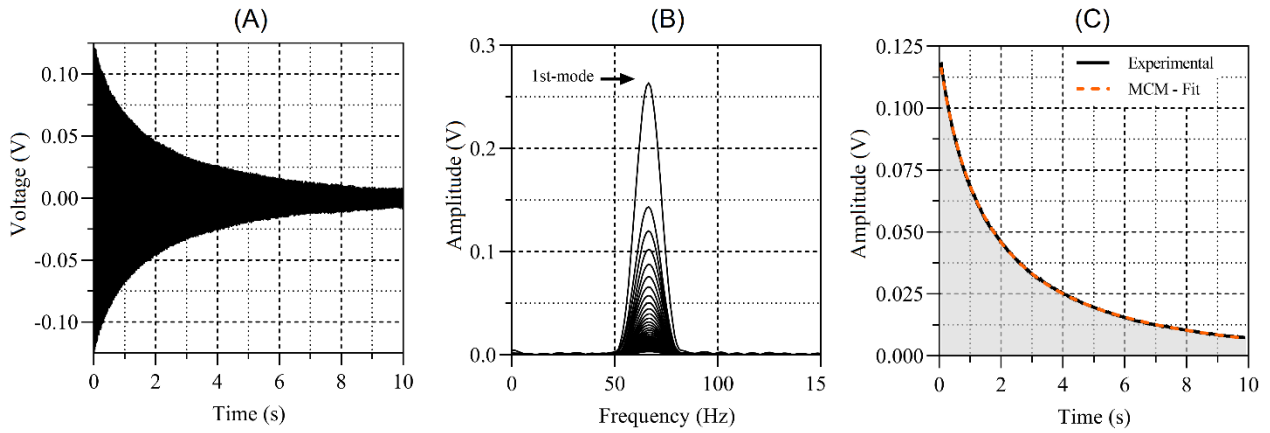 (A)
0.10
0.05
0.00
-0.05
-0.10
Voltage (V)
0 2 4 6 8 10
Time (s)
(B)
0.3
0.2
0.1
0.0
Amplitude (V)
1st-mode
0 50 100 15
Frequency (Hz)
(C)
0.125
0.100
0.075
0.050
0.025
0.000
Amplitude (V)
Experimental
MCM - Fit
0 2 4 6 8 10
Time (s)